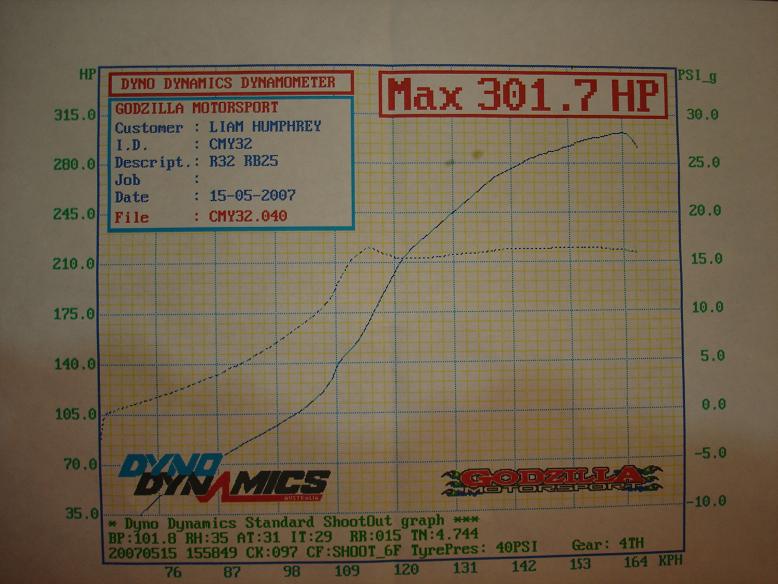 HP
PSI_g
DYNO DYNAMICS DYNAMOMETER
Max 301.7 HP
GODZILLA MOTORSPORT
Customer : LIAM HUMPHREY
I.D. : CMY32
Descript.: R32 RB25
Job :
Date : 15-05-2007
File : CMY32.040
315.0
280.0
245.0
210.0
175.0
140.0
105.0
70.0
35.0
30.0
25.0
20.0
15.0
10.0
5.0
0.0
-5.0
-10.0
DYNO
DYNAMICS
AUSTRALIA
GODZILLA
MOTORSPORT
* Dyno Dynamics Standard ShootOut graph ***
BP:101.8 RH:35 AT:31 IT:29 RR:015 TN:4.744
20070515 155849 CK:097 CF:SHOOT_6F TyrePres: 40PSI Gear: 4TH
76 87 98 109 120 131 142 153 164 KPH